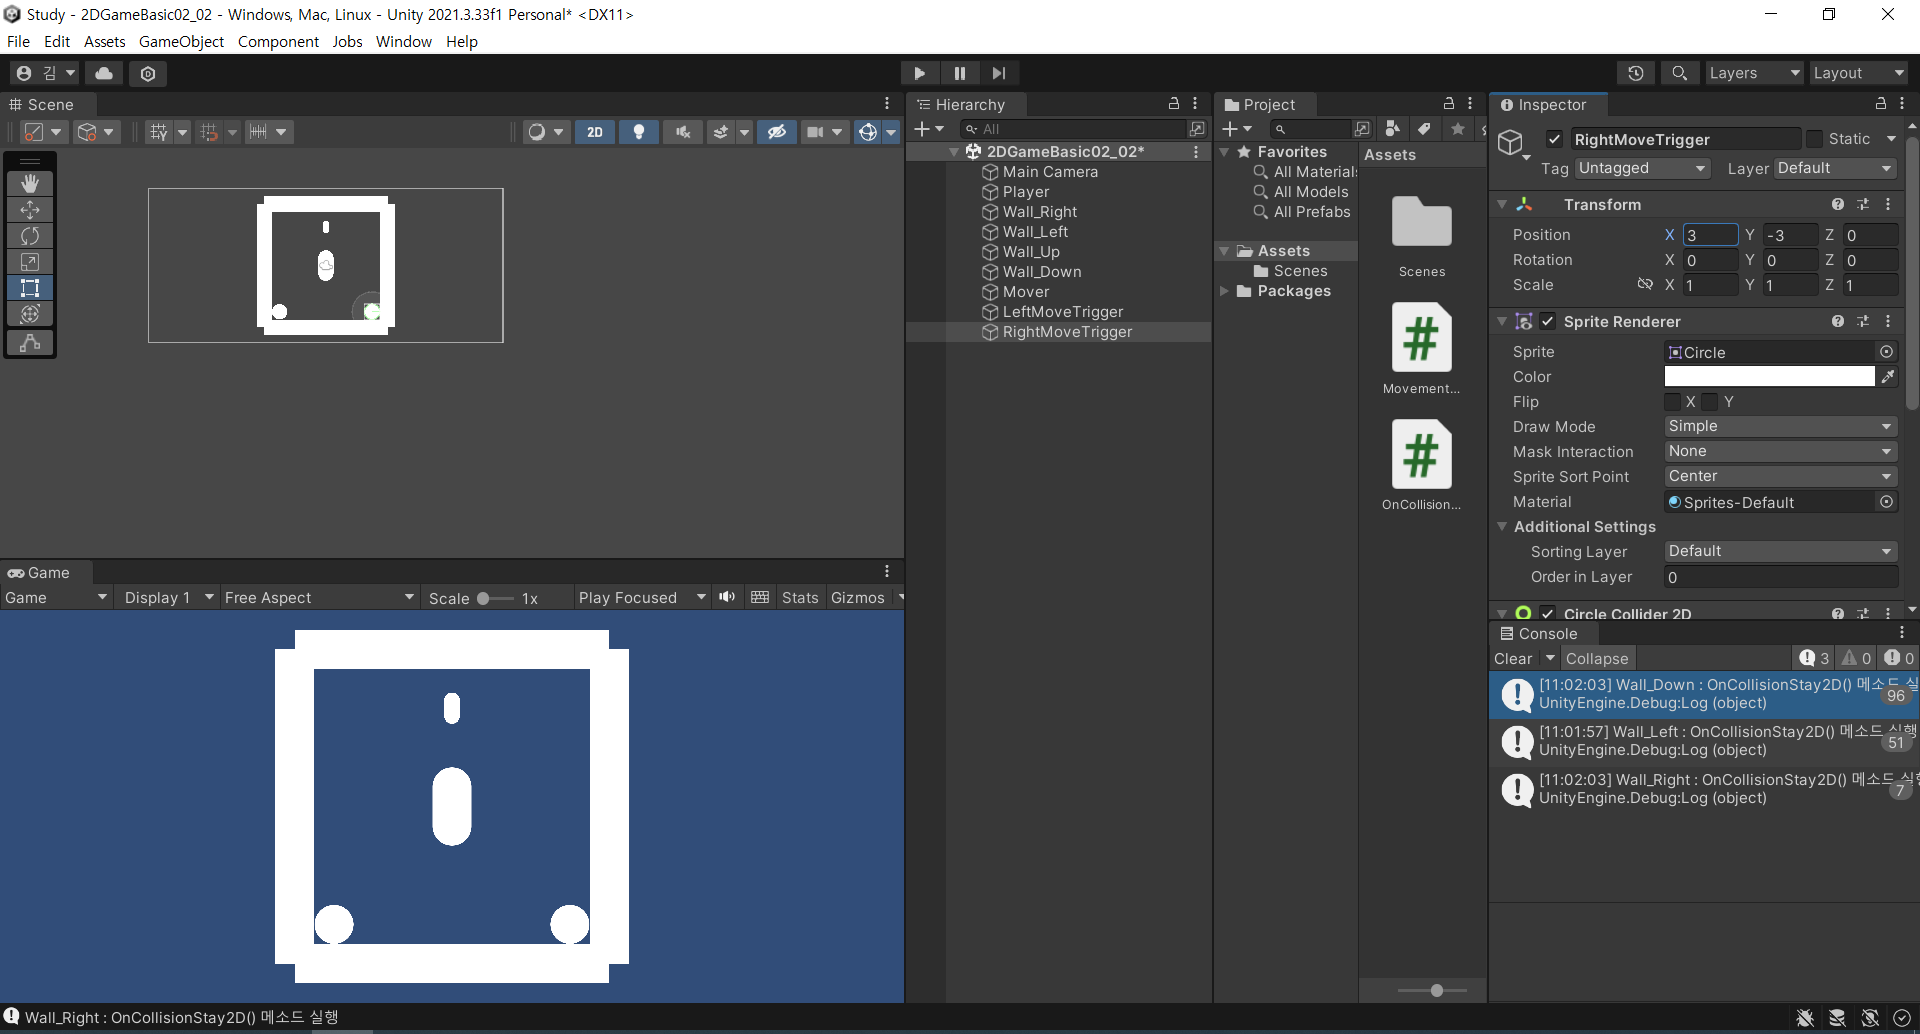 Study - 2DGameBasic02_02 - Windows, Mac, Linux - Unity 2021.3.33f1 Personal* <DX11>
File Edit Assets GameObject Component Jobs Window Help
김
Layers
Layout
Scene
2D
Hierarchy
All
2DGameBasic02_02*
Main Camera
Player
Wall_Right
Wall_Left
Wall_Up
Wall_Down
Mover
LeftMoveTrigger
RightMoveTrigger
Project
Favorites
All Materials
All Models
All Prefabs
Assets
Scenes
Packages
Assets
Scenes
Movement...
OnCollision...
Inspector
RightMoveTrigger
Static
Tag Untagged
Layer Default
Transform
Position X 3 Y -3 Z 0
Rotation X 0 Y 0 Z 0
Scale X 1 Y 1 Z 1
Sprite Renderer
Sprite Circle
Color
Flip X Y
Draw Mode Simple
Mask Interaction None
Sprite Sort Point Center
Material Sprites-Default
Additional Settings
Sorting Layer Default
Order in Layer 0
Circle Collider 2D
Game
Game Display 1 Free Aspect Scale 1x Play Focused Stats Gizmos
Console
Clear Collapse 3 0 0
[11:02:03] Wall_Down : OnCollisionStay2D() 메소드 실
UnityEngine.Debug:Log (object)
96
[11:01:57] Wall_Left : OnCollisionStay2D() 메소드 실행
UnityEngine.Debug:Log (object)
51
[11:02:03] Wall_Right : OnCollisionStay2D() 메소드 실행
UnityEngine.Debug:Log (object)
7
Wall_Right : OnCollisionStay2D() 메소드 실행